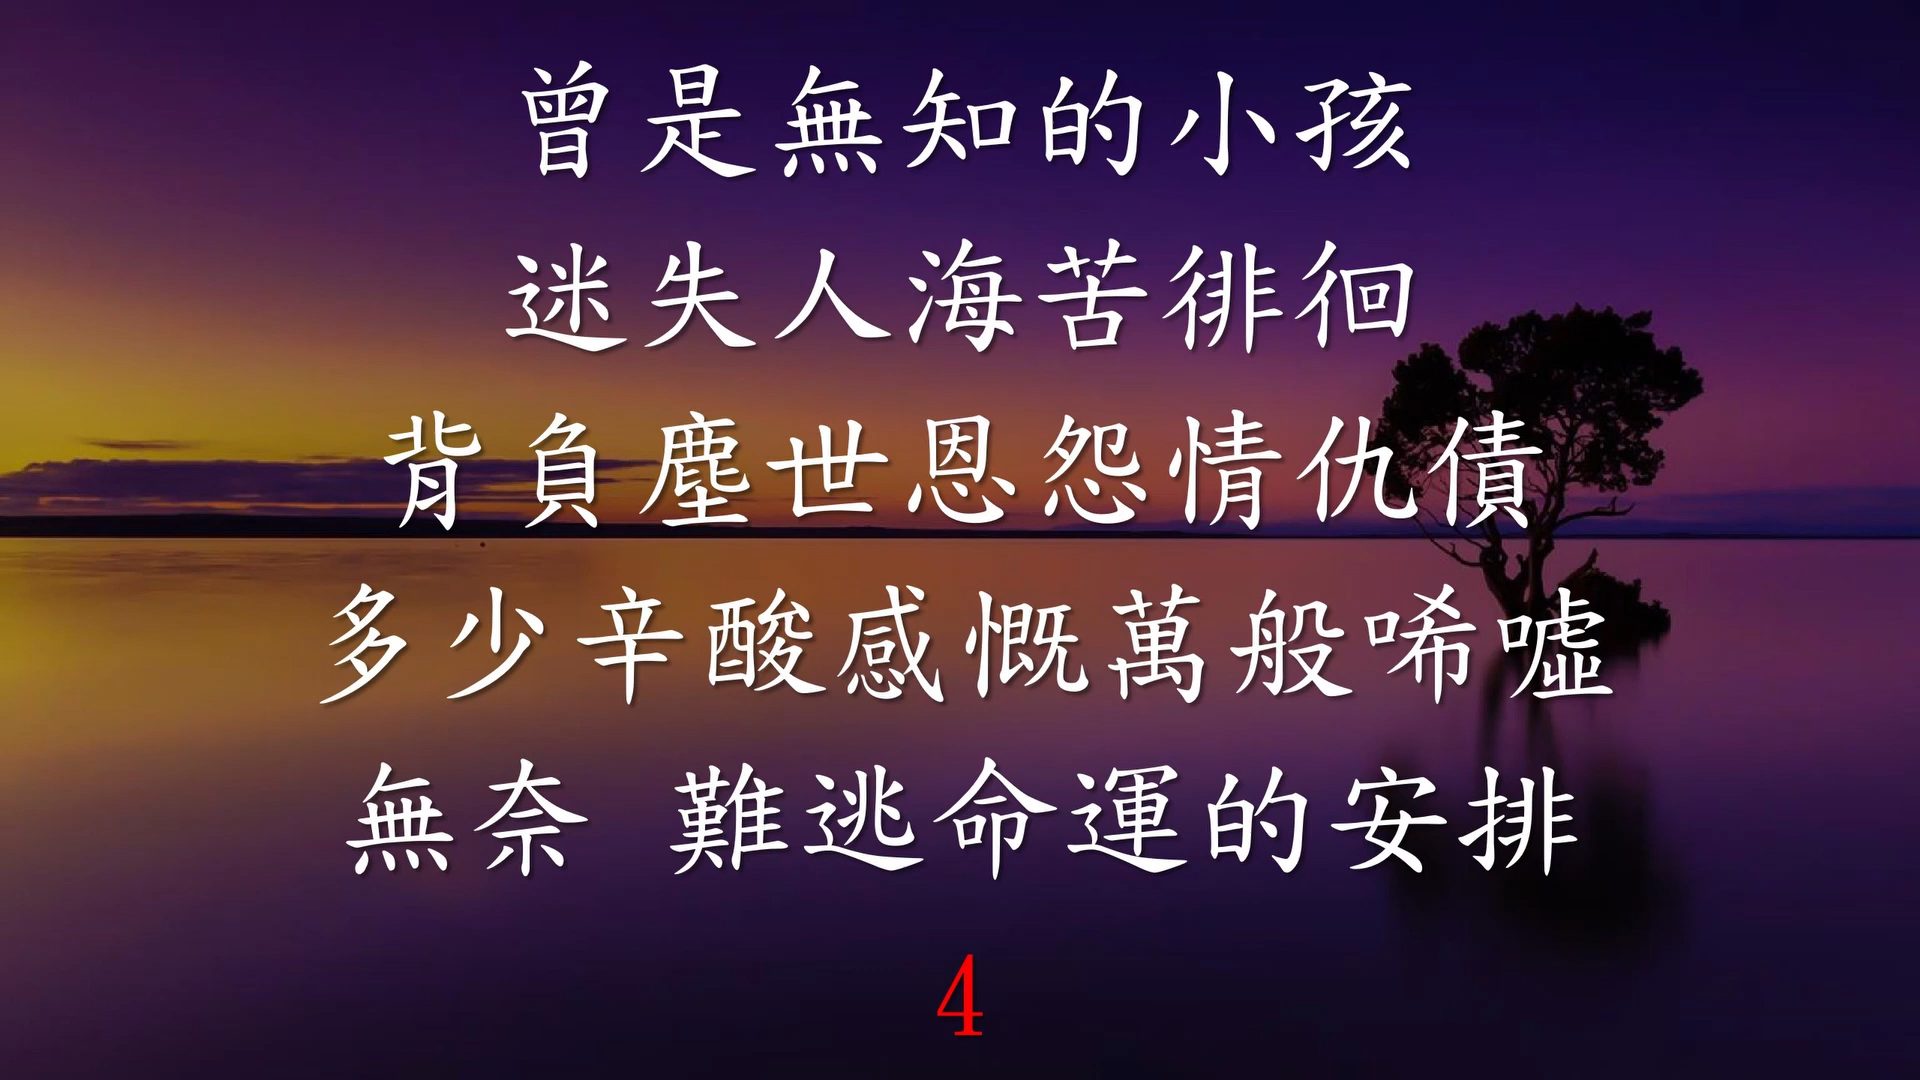 曾是無知的小孩
迷失人海苦徘徊
背負塵世恩怨情仇債
多少辛酸感慨萬般唏噓
無奈 難逃命運的安排
4